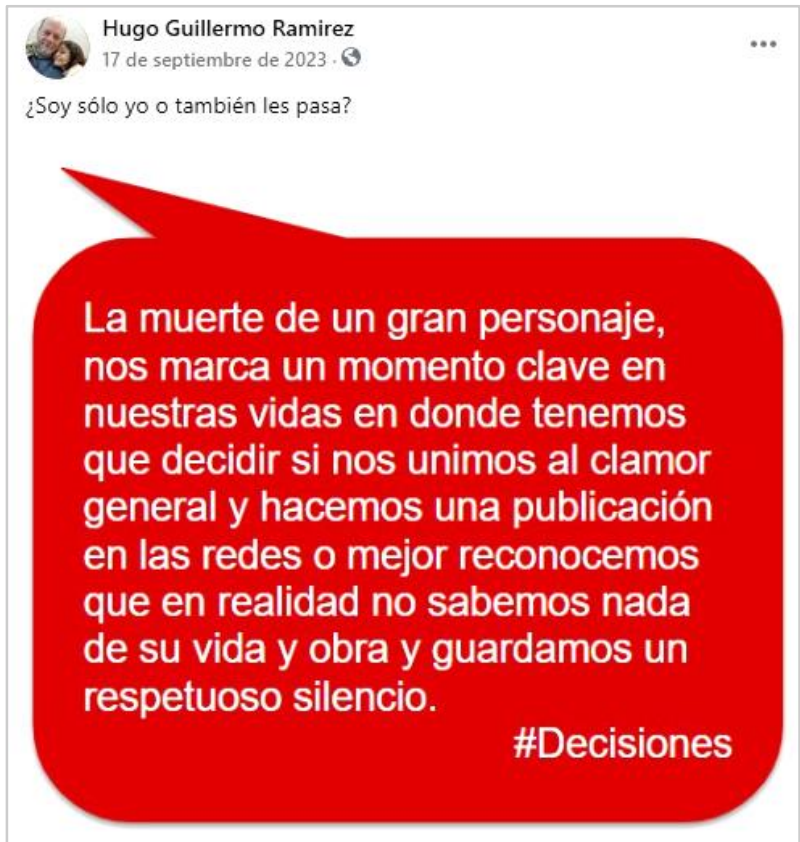 Hugo Guillermo Ramirez
17 de septiembre de 2023 ·
¿Soy sólo yo o también les pasa?
La muerte de un gran personaje,
nos marca un momento clave en
nuestras vidas en donde tenemos
que decidir si nos unimos al clamor
general y hacemos una publicación
en las redes o mejor reconocemos
que en realidad no sabemos nada
de su vida y obra y guardamos un
respetuoso silencio.
#Decisiones